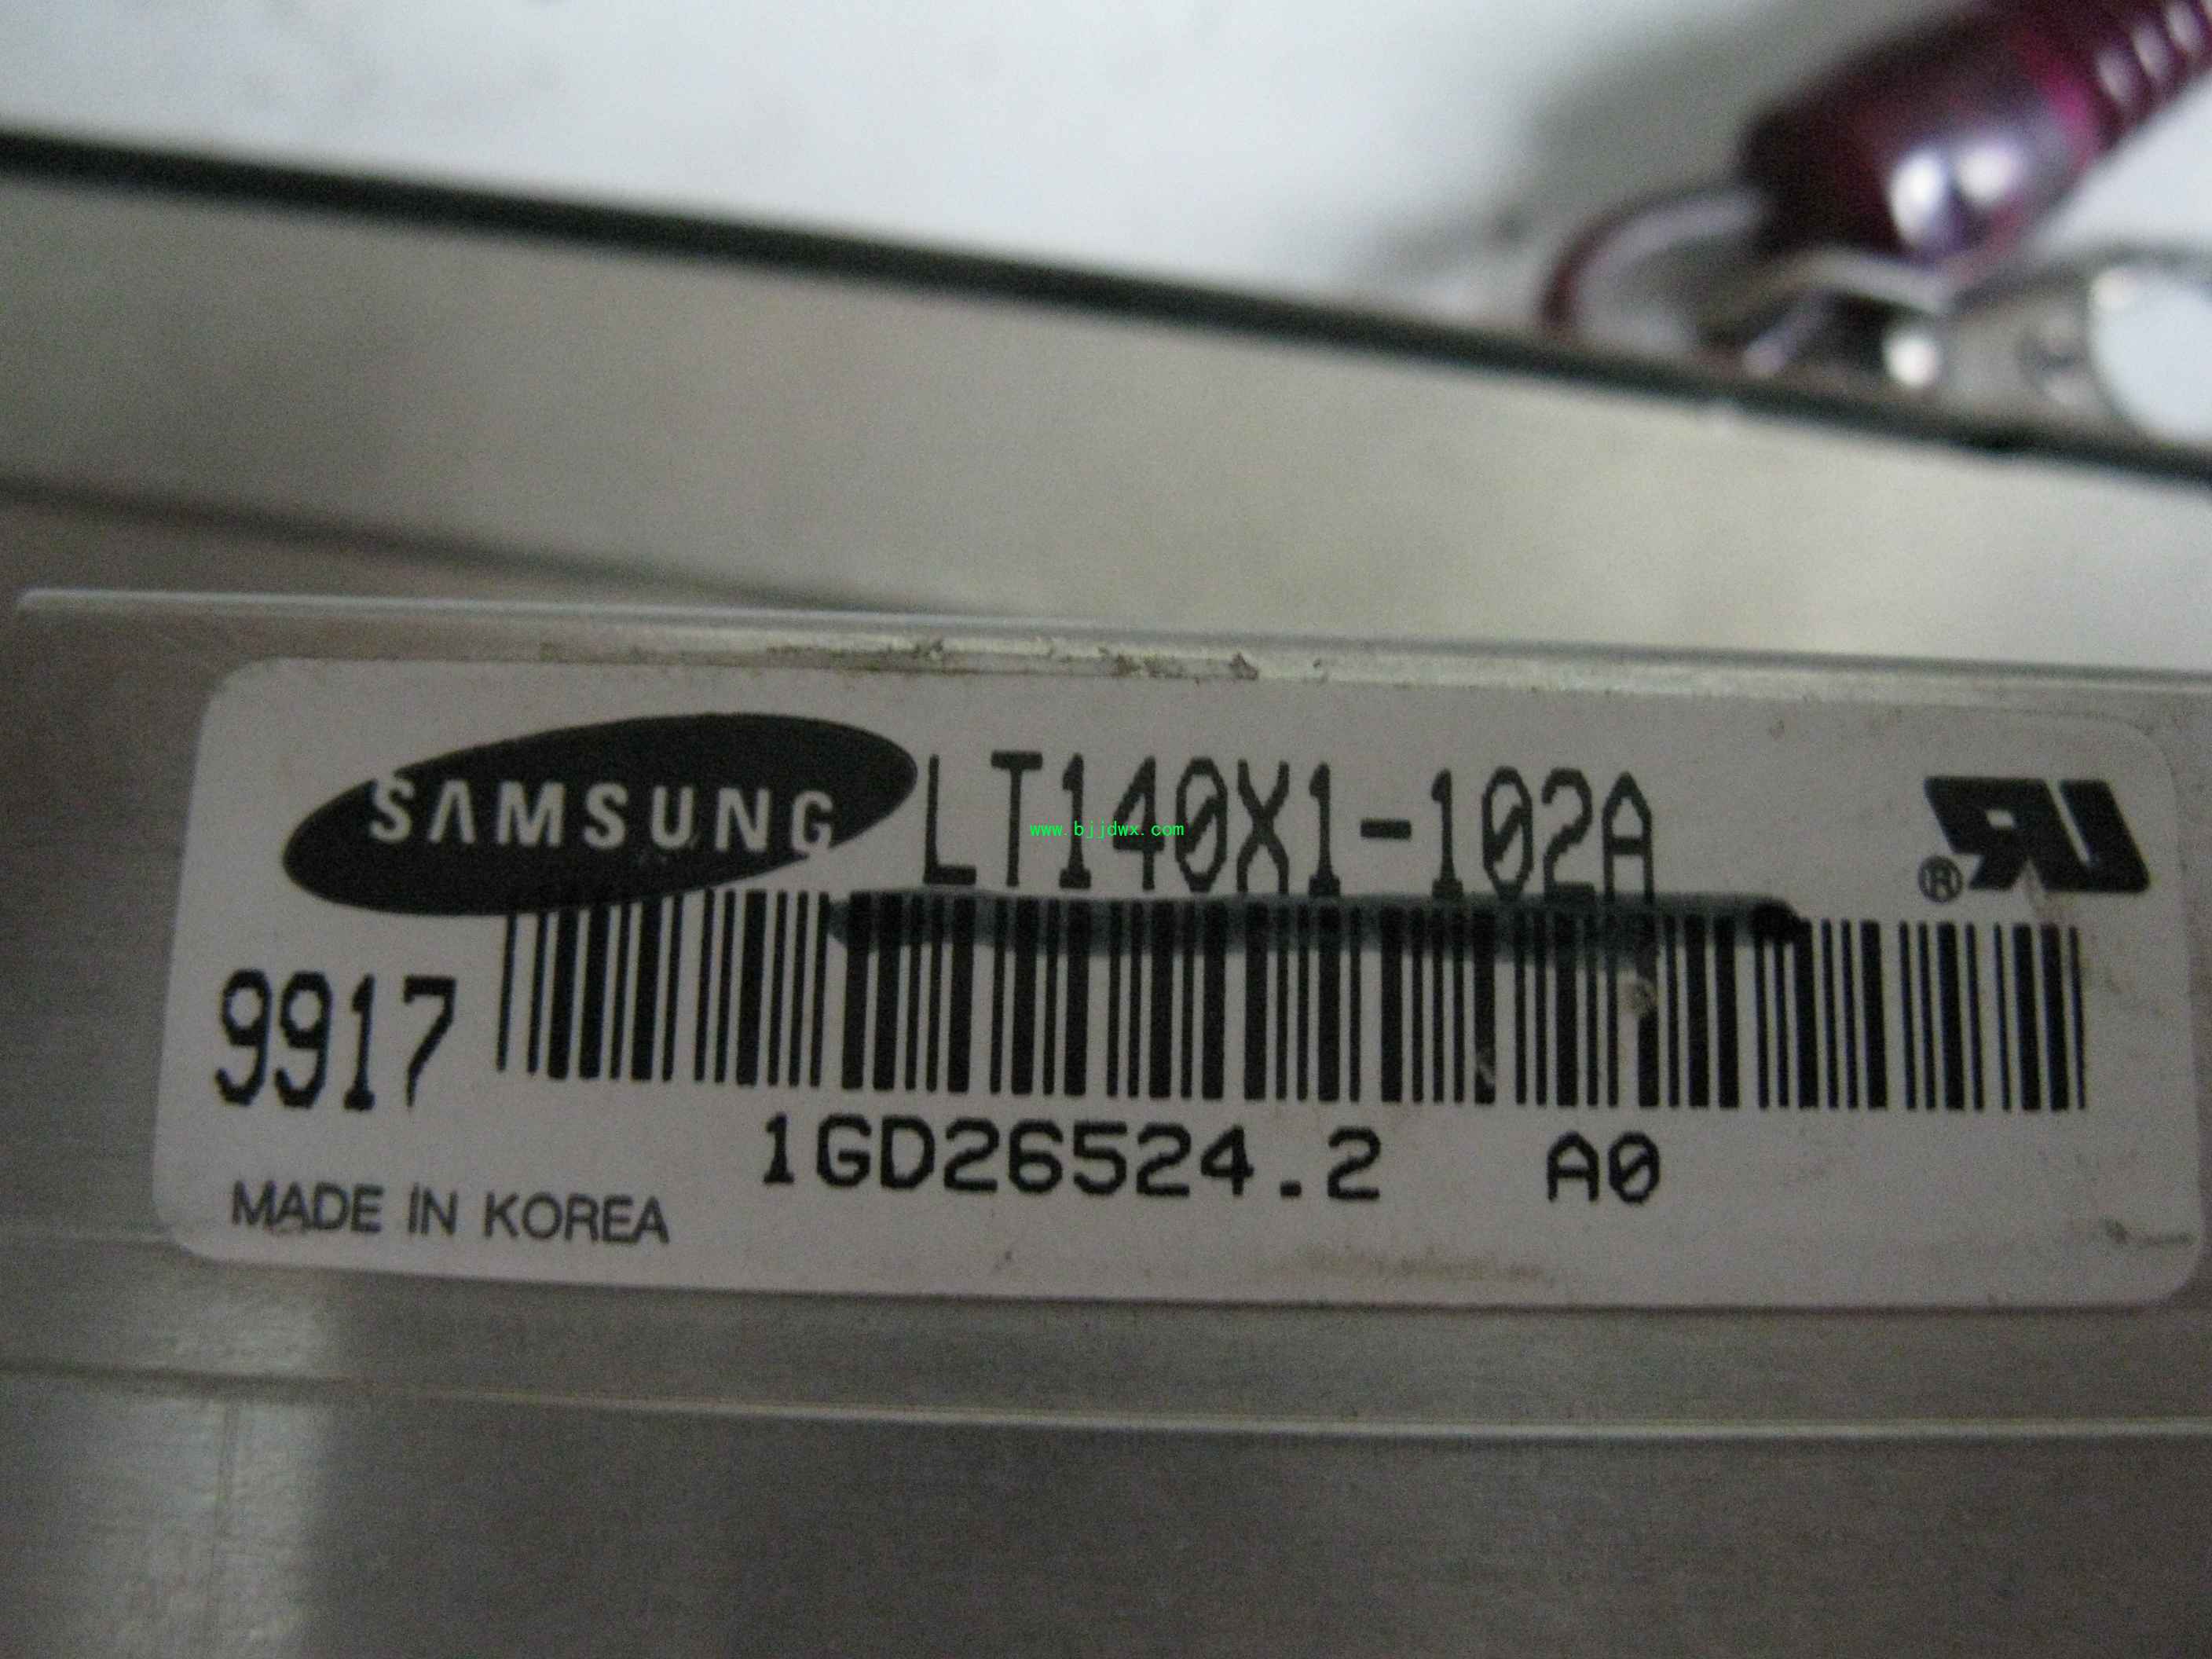 SAMSUNG LT140X1-102A
www.bjjdwx.com
9917
1GD26524.2 A0
MADE IN KOREA